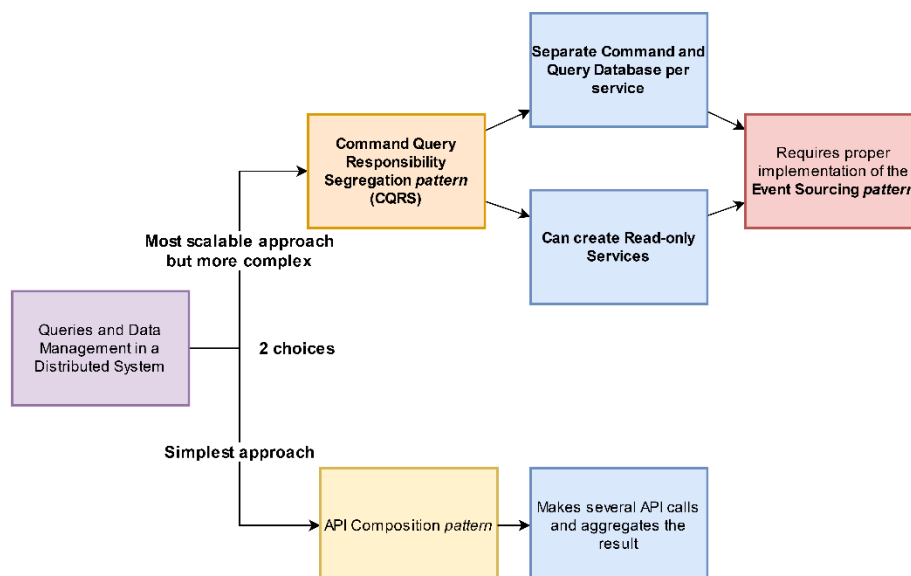 Separate Command and
Query Database per
service
Command Query
Responsibility
Segregation pattern
(CQRS)
Requires proper
implementation of the
Event Sourcing pattern
Can create Read-only
Services
Most scalable approach
but more complex
Queries and Data
Management in a
Distributed System
2 choices
Simplest approach
API Composition pattern
Makes several API calls
and aggregates the
result